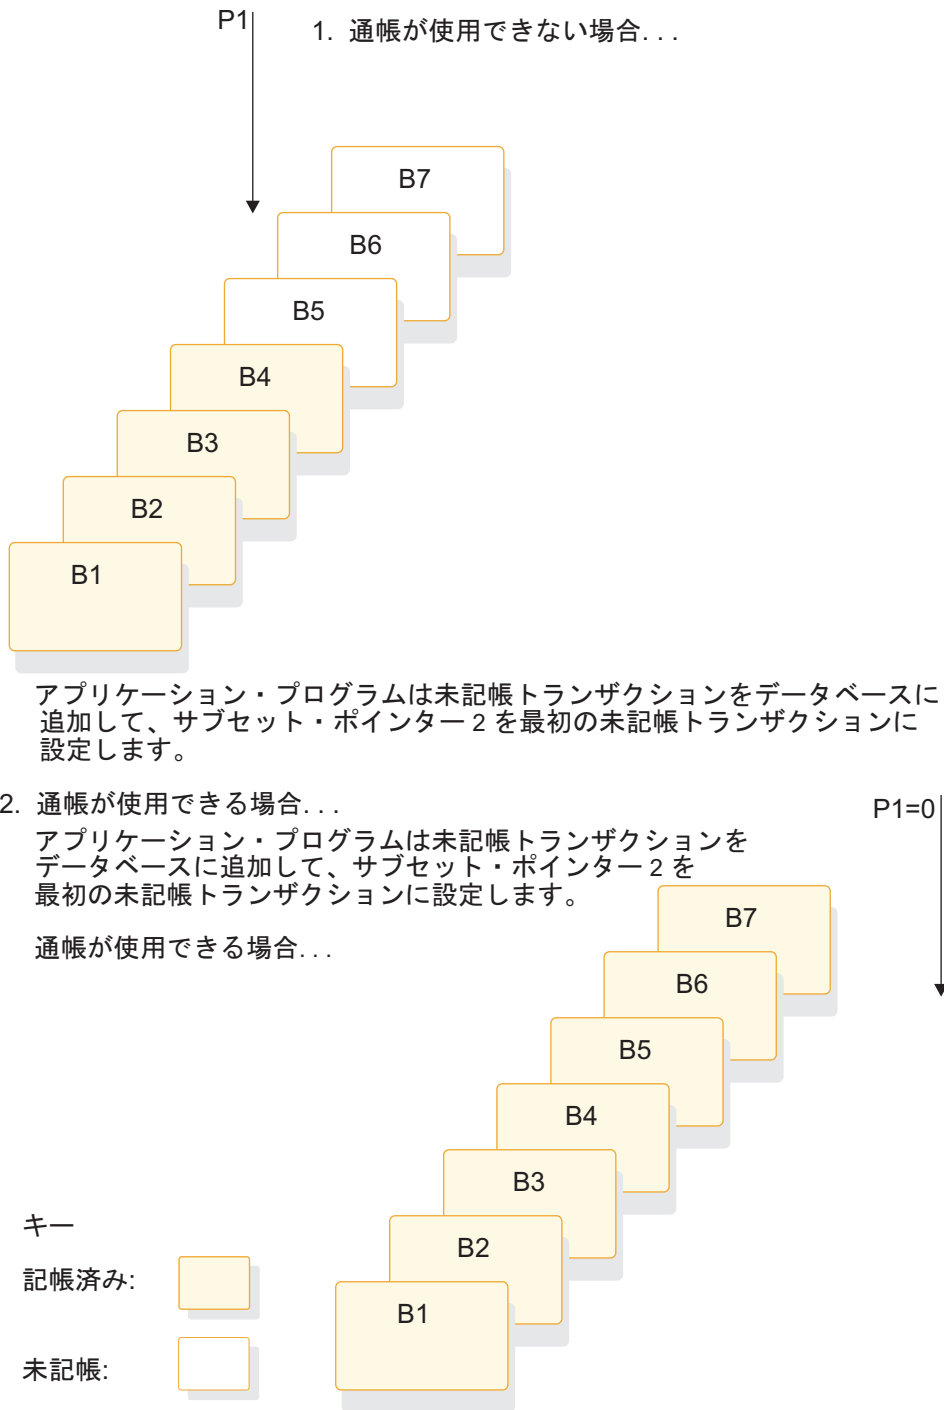 P1
1. 通帳が使用できない場合...
B7
B6
B5
B4
B3
B2
B1
アプリケーション・プログラムは未記帳トランザクションをデータベースに
追加して、サブセット・ポインター 2 を最初の未記帳トランザクションに
設定します。
2. 通帳が使用できる場合...
P1=0
アプリケーション・プログラムは未記帳トランザクションを
データベースに追加して、サブセット・ポインター 2 を
最初の未記帳トランザクションに設定します。
通帳が使用できる場合...
B7
B6
B5
B4
B3
B2
B1
キー
記帳済み:
未記帳: